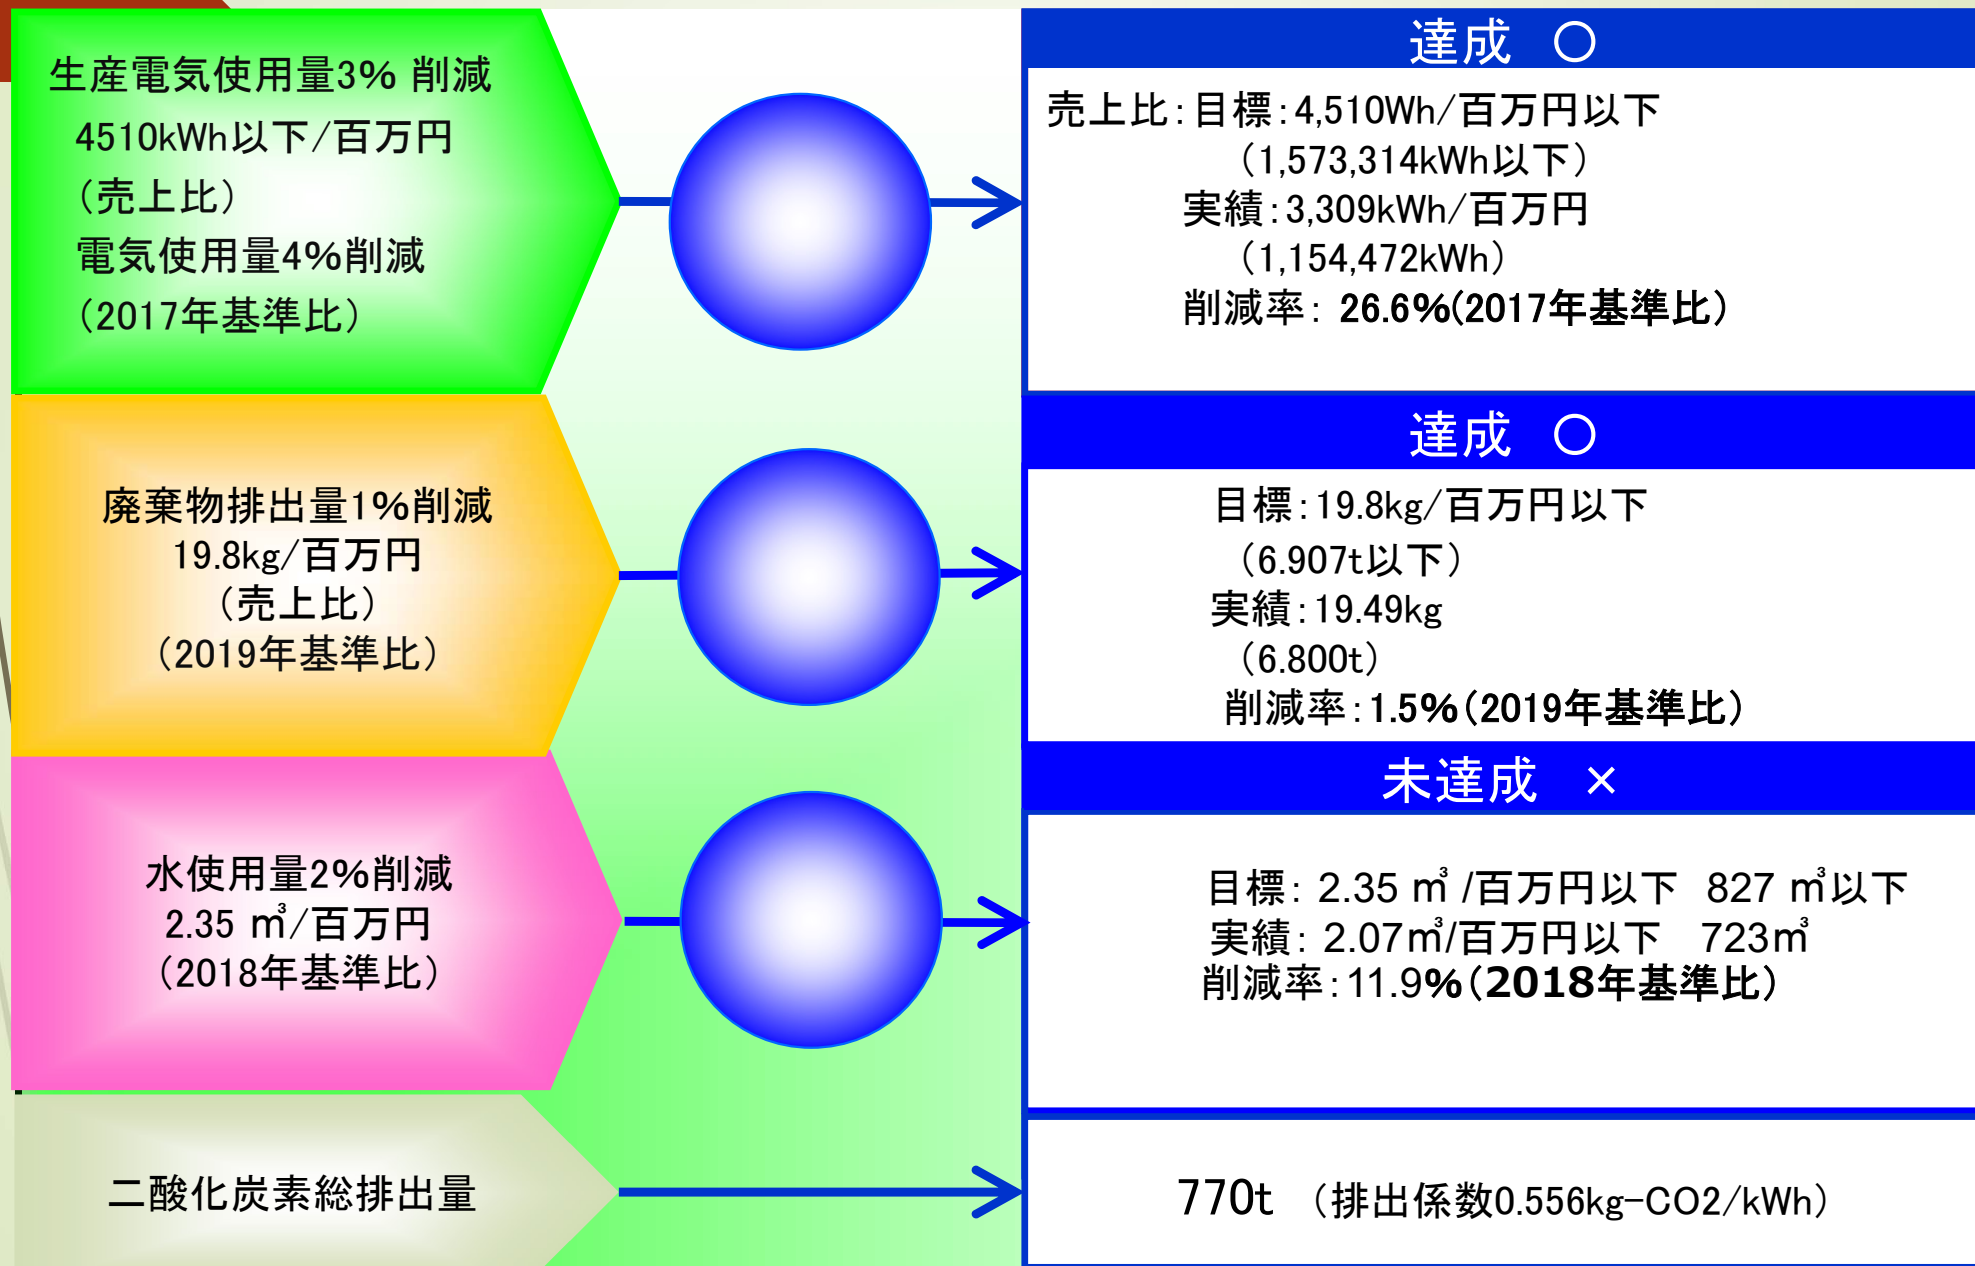 生産電気使用量3% 削減
4510kWh以下/百万円
(売上比)
電気使用量4%削減
(2017年基準比)
達成 ○
売上比:目標:4,510Wh/百万円以下
(1,573,314kWh以下)
実績:3,309kWh/百万円
(1,154,472kWh)
削減率: 26.6%(2017年基準比)
廃棄物排出量1%削減
19.8kg/百万円
(売上比)
(2019年基準比)
達成 ○
目標:19.8kg/百万円以下
(6.907t以下)
実績:19.49kg
(6.800t)
削減率:1.5%(2019年基準比)
水使用量2%削減
2.35 ㎥/百万円
(2018年基準比)
未達成 ×
目標: 2.35 ㎥ /百万円以下 827 ㎥以下
実績: 2.07㎥/百万円以下 723㎥
削減率:11.9%(2018年基準比)
二酸化炭素総排出量
770t (排出係数0.556kg-CO2/kWh)